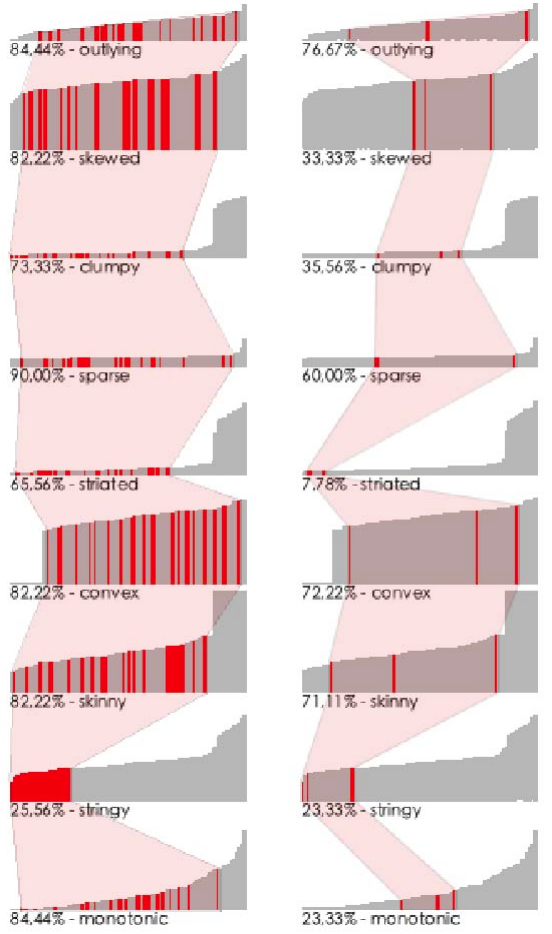 84,44% - outlying 76,67% - outlying
82,22% - skewed 33,33% - skewed
73,33% - clumpy 35,56% - clumpy
90,00% - sparse 60,00% - sparse
65,56% - striated 7,78% - striated
82,22% - convex 72,22% - convex
82,22% - skinny 71,11% - skinny
25,56% - stringy 23,33% - stringy
84,44% - monotonic 23,33% - monotonic